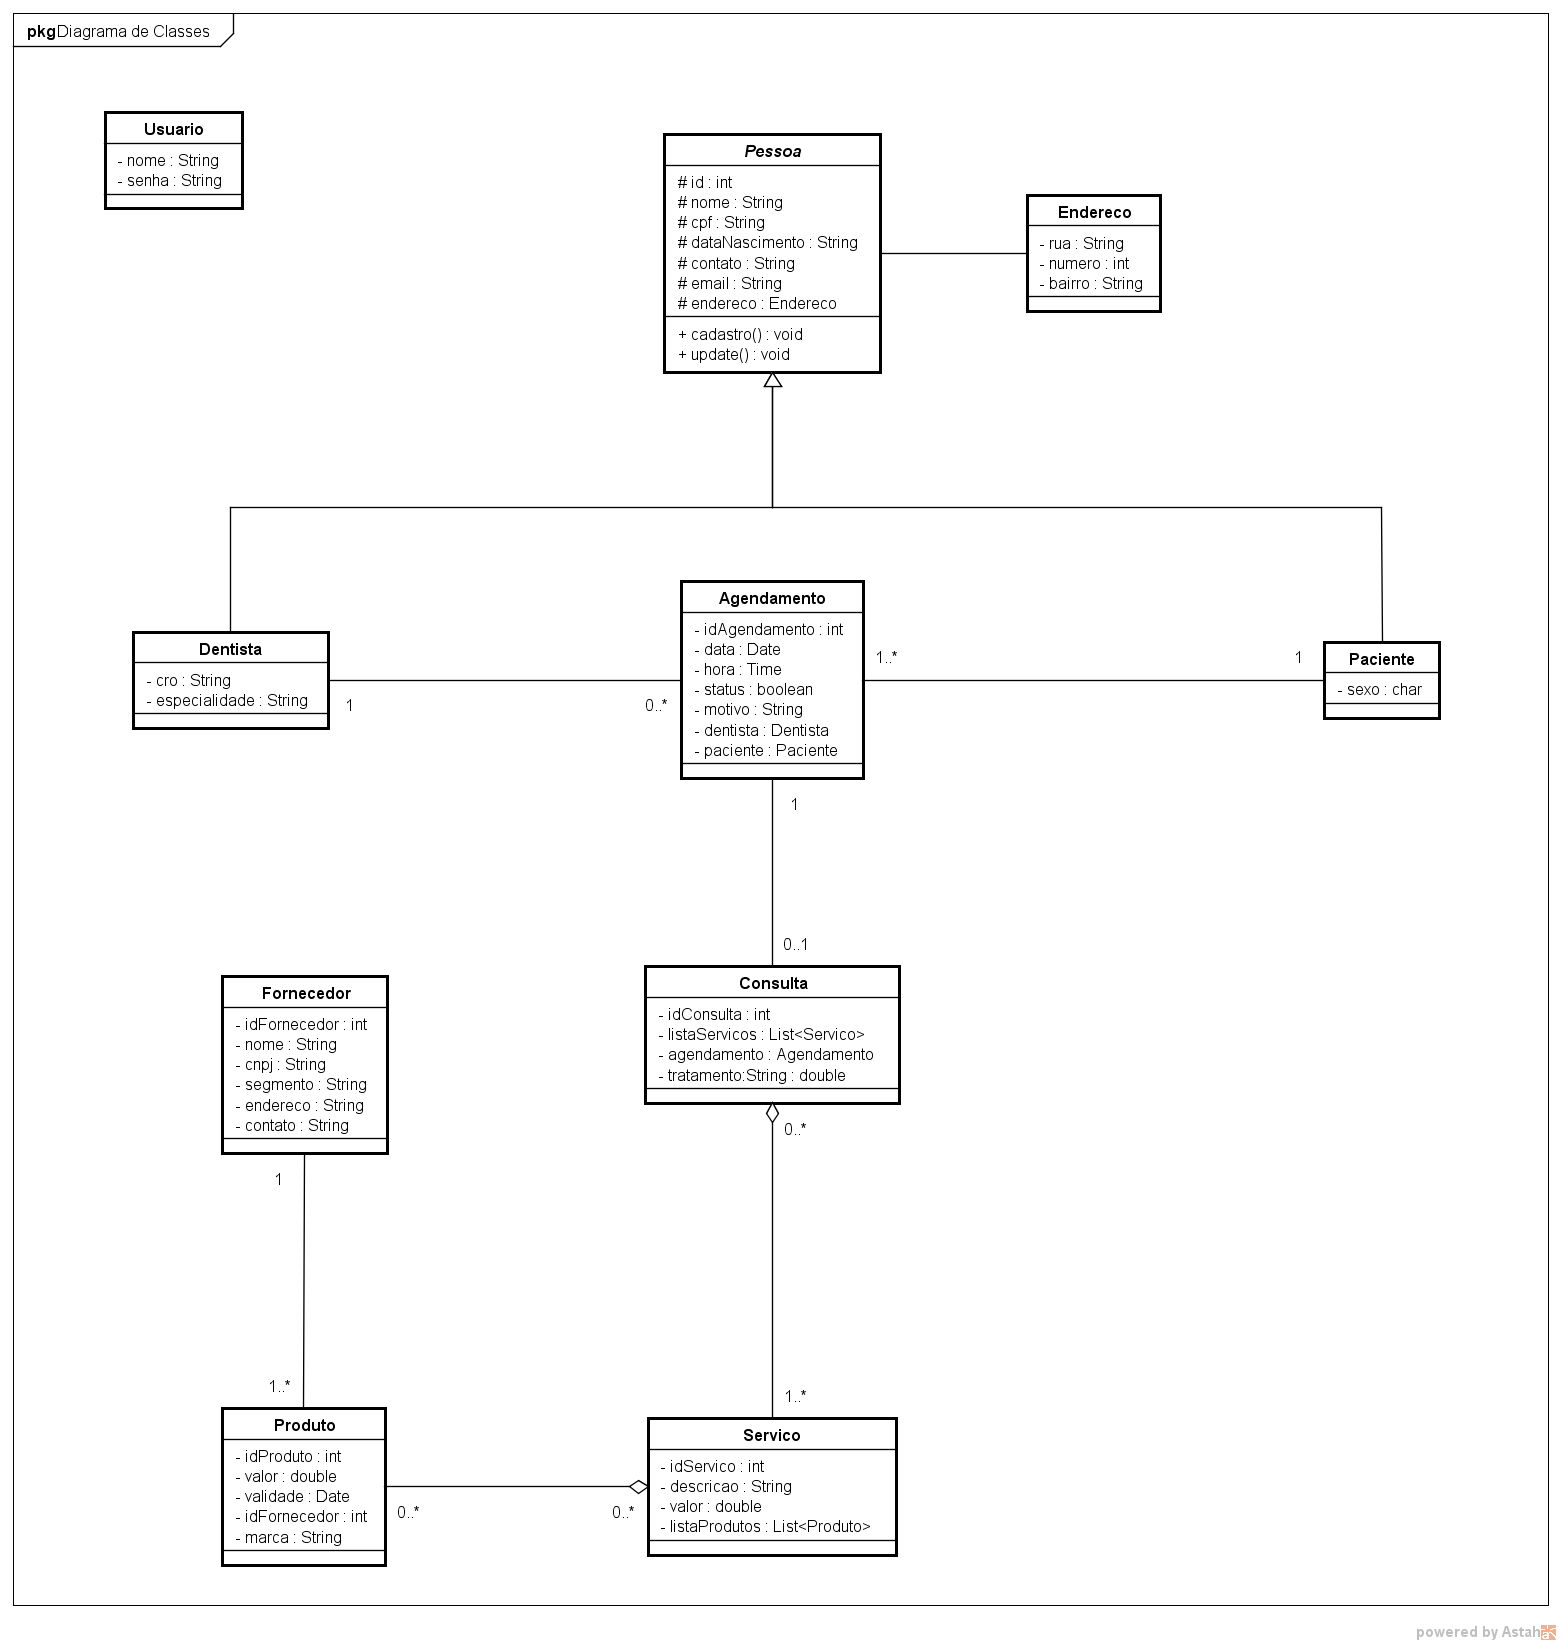 pkg Diagrama de Classes
Usuario
- nome : String
- senha : String
Pessoa
# id : int
# nome : String
# cpf : String
# dataNascimento : String
# contato : String
# email : String
# endereco : Endereco
+ cadastro() : void
+ update() : void
Endereco
- rua : String
- numero : int
- bairro : String
Dentista
- cro : String
- especialidade : String
1
0..*
Agendamento
- idAgendamento : int
- data : Date
- hora : Time
- status : boolean
- motivo : String
- dentista : Dentista
- paciente : Paciente
1..*
1
Paciente
- sexo : char
1
0..1
Consulta
- idConsulta : int
- listaServicos : List<Servico>
- agendamento : Agendamento
- tratamento:String : double
0..*
1..*
Fornecedor
- idFornecedor : int
- nome : String
- cnpj : String
- segmento : String
- endereco : String
- contato : String
1
1..*
Produto
- idProduto : int
- valor : double
- validade : Date
- idFornecedor : int
- marca : String
0..*
0..*
Servico
- idServico : int
- descricao : String
- valor : double
- listaProdutos : List<Produto>
powered by Astah